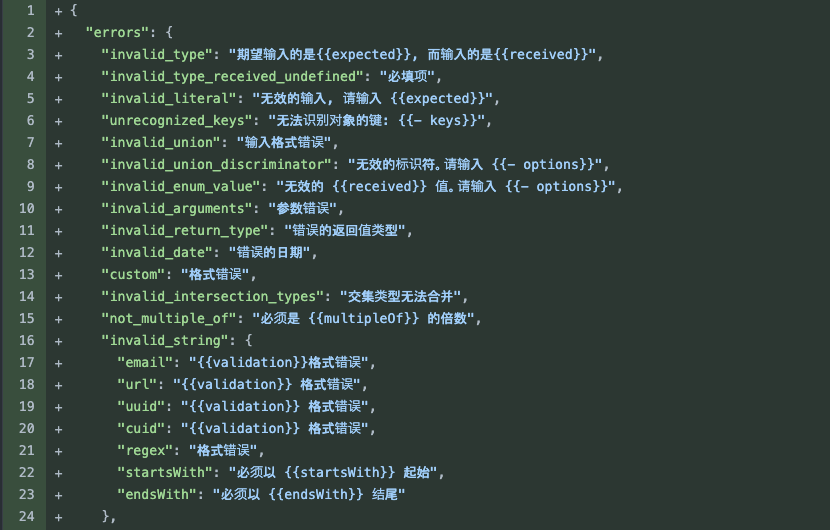 1 + {
2 + "errors": {
3 + "invalid_type": "期望输入的是{{expected}}, 而输入的是{{received}}",
4 + "invalid_type_received_undefined": "必填项",
5 + "invalid_literal": "无效的输入, 请输入 {{expected}}",
6 + "unrecognized_keys": "无法识别对象的键: {{- keys}}",
7 + "invalid_union": "输入格式错误",
8 + "invalid_union_discriminator": "无效的标识符。请输入 {{- options}}",
9 + "invalid_enum_value": "无效的 {{received}} 值。请输入 {{- options}}",
10 + "invalid_arguments": "参数错误",
11 + "invalid_return_type": "错误的返回值类型",
12 + "invalid_date": "错误的日期",
13 + "custom": "格式错误",
14 + "invalid_intersection_types": "交集类型无法合并",
15 + "not_multiple_of": "必须是 {{multipleOf}} 的倍数",
16 + "invalid_string": {
17 + "email": "{{validation}}格式错误",
18 + "url": "{{validation}} 格式错误",
19 + "uuid": "{{validation}} 格式错误",
20 + "cuid": "{{validation}} 格式错误",
21 + "regex": "格式错误",
22 + "startsWith": "必须以 {{startsWith}} 起始",
23 + "endsWith": "必须以 {{endsWith}} 结尾"
24 + },